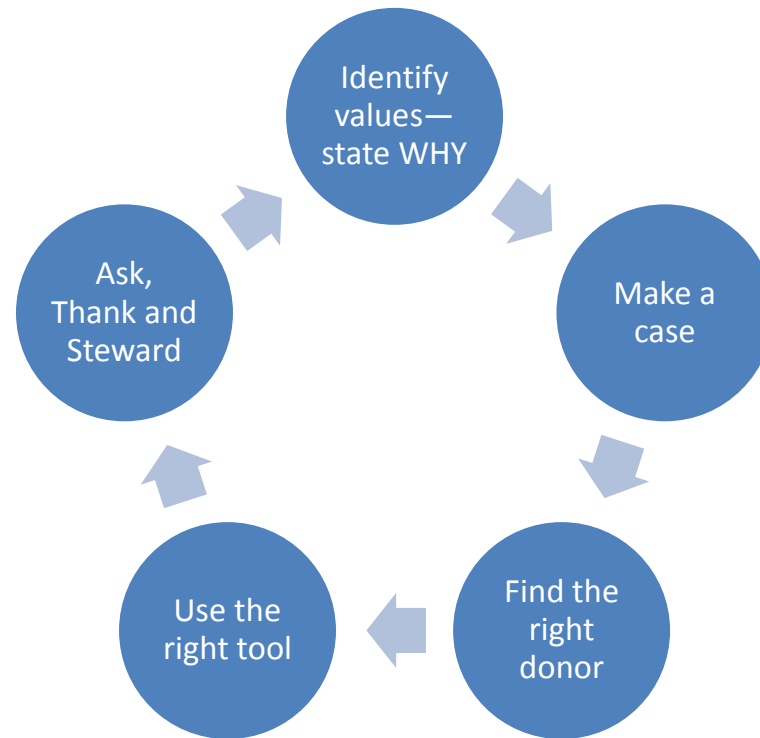 Identify
values—
state WHY
Make a
case
Find the
right
donor
Use the
right tool
Ask,
Thank and
Steward